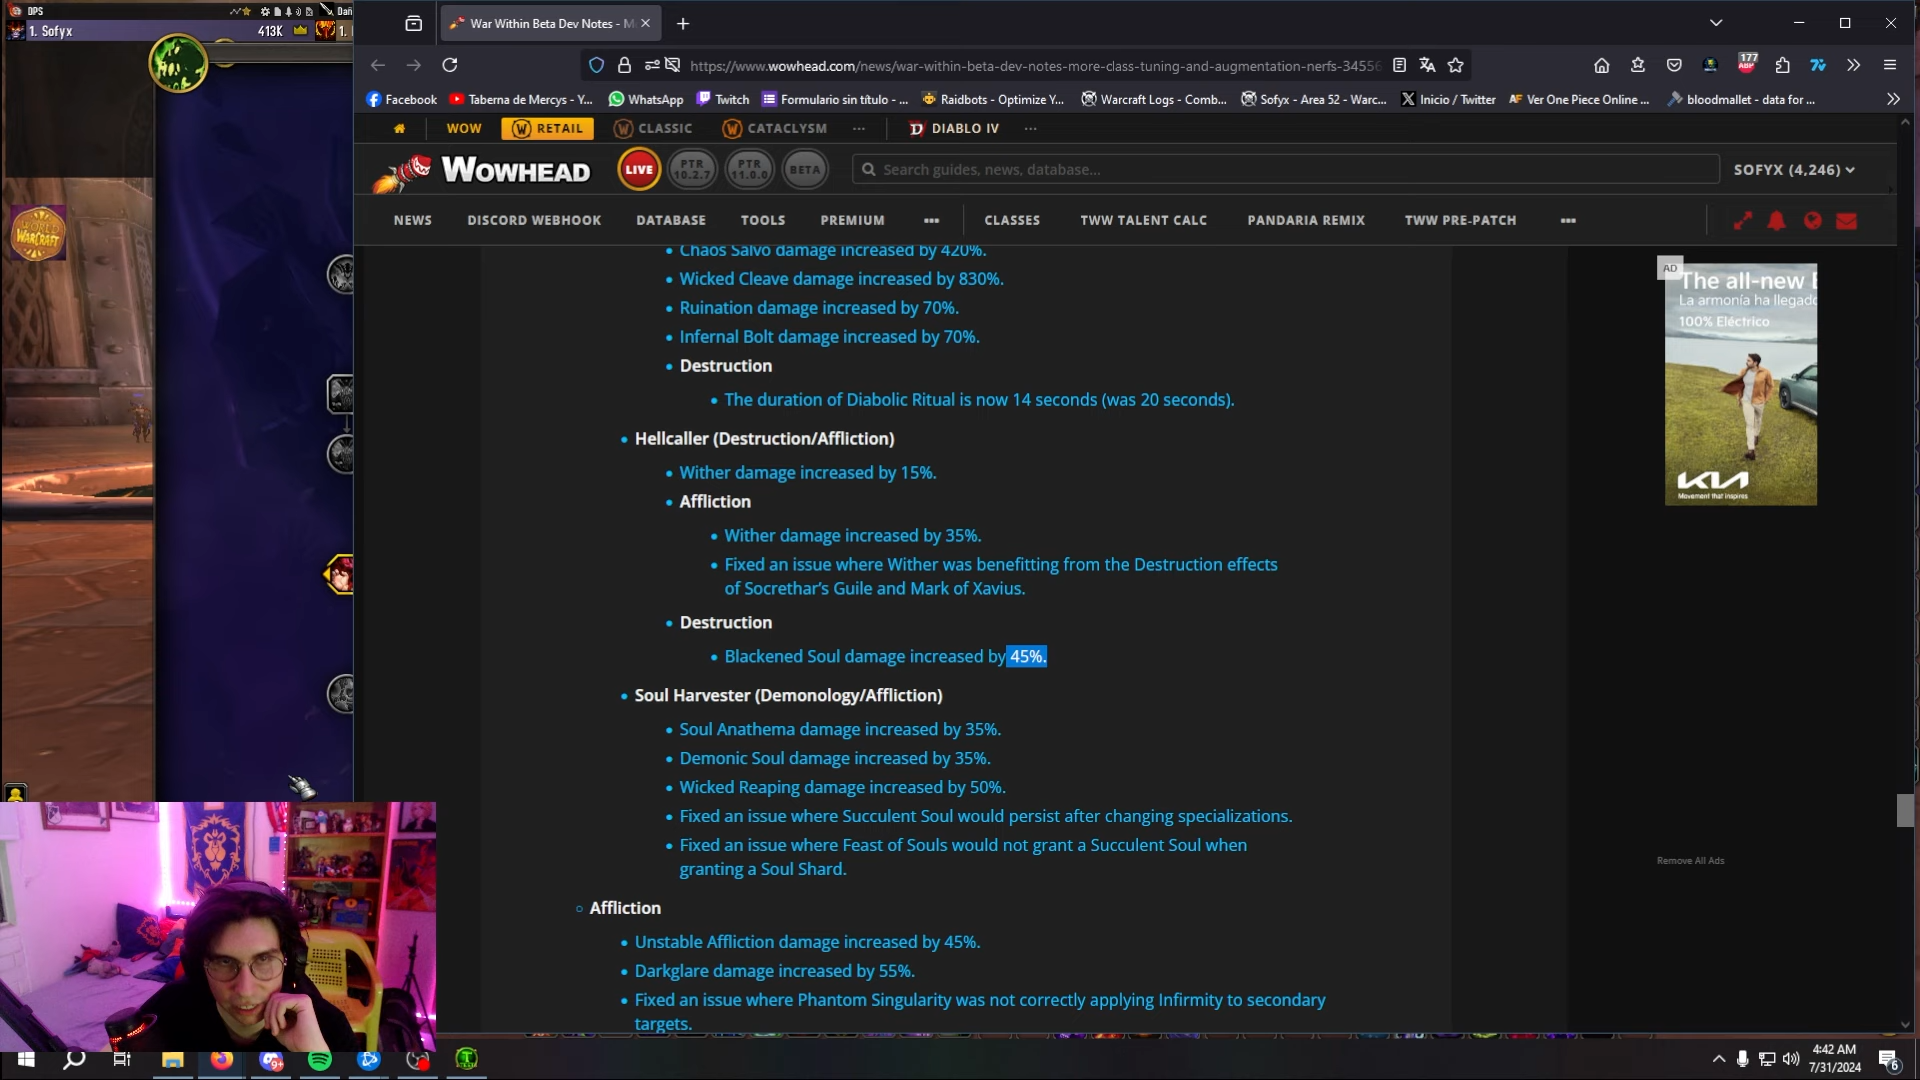 DPS
1. Sofyx 413K 1.
War Within Beta Dev Notes - M
https://www.wowhead.com/news/war-within-beta-dev-notes-more-class-tuning-and-augmentation-nerfs-34556
177
ABP
Facebook Taberna de Mercys - Y... WhatsApp Twitch Formulario sin título - ... Raidbots - Optimize Y... Warcraft Logs - Comb... Sofyx - Area 52 - Warc... Inicio / Twitter AF Ver One Piece Online ... bloodmallet - data for ...
WOW RETAIL CLASSIC CATACLYSM ... DIABLO IV ...
WOWHEAD LIVE PTR 10.2.7 PTR 11.0.0 BETA Search guides, news, database... SOFYX (4,246)
NEWS DISCORD WEBHOOK DATABASE TOOLS PREMIUM ... CLASSES TWW TALENT CALC PANDARIA REMIX TWW PRE-PATCH ...
WORLD WARCRAFT
• Chaos Salvo damage increased by 420%.
• Wicked Cleave damage increased by 830%.
• Ruination damage increased by 70%.
• Infernal Bolt damage increased by 70%.
• Destruction
• The duration of Diabolic Ritual is now 14 seconds (was 20 seconds).
• Hellcaller (Destruction/Affliction)
• Wither damage increased by 15%.
• Affliction
• Wither damage increased by 35%.
• Fixed an issue where Wither was benefitting from the Destruction effects
of Socrethar’s Guile and Mark of Xavius.
• Destruction
• Blackened Soul damage increased by 45%.
• Soul Harvester (Demonology/Affliction)
• Soul Anathema damage increased by 35%.
• Demonic Soul damage increased by 35%.
• Wicked Reaping damage increased by 50%.
• Fixed an issue where Succulent Soul would persist after changing specializations.
• Fixed an issue where Feast of Souls would not grant a Succulent Soul when
granting a Soul Shard.
○ Affliction
• Unstable Affliction damage increased by 45%.
• Darkglare damage increased by 55%.
• Fixed an issue where Phantom Singularity was not correctly applying Infirmity to secondary
targets.
AD
The all-new
La armonía ha llegado
100% Eléctrico
KIA
Movement that inspires
Remove All Ads
9+
4:42 AM
7/31/2024
6